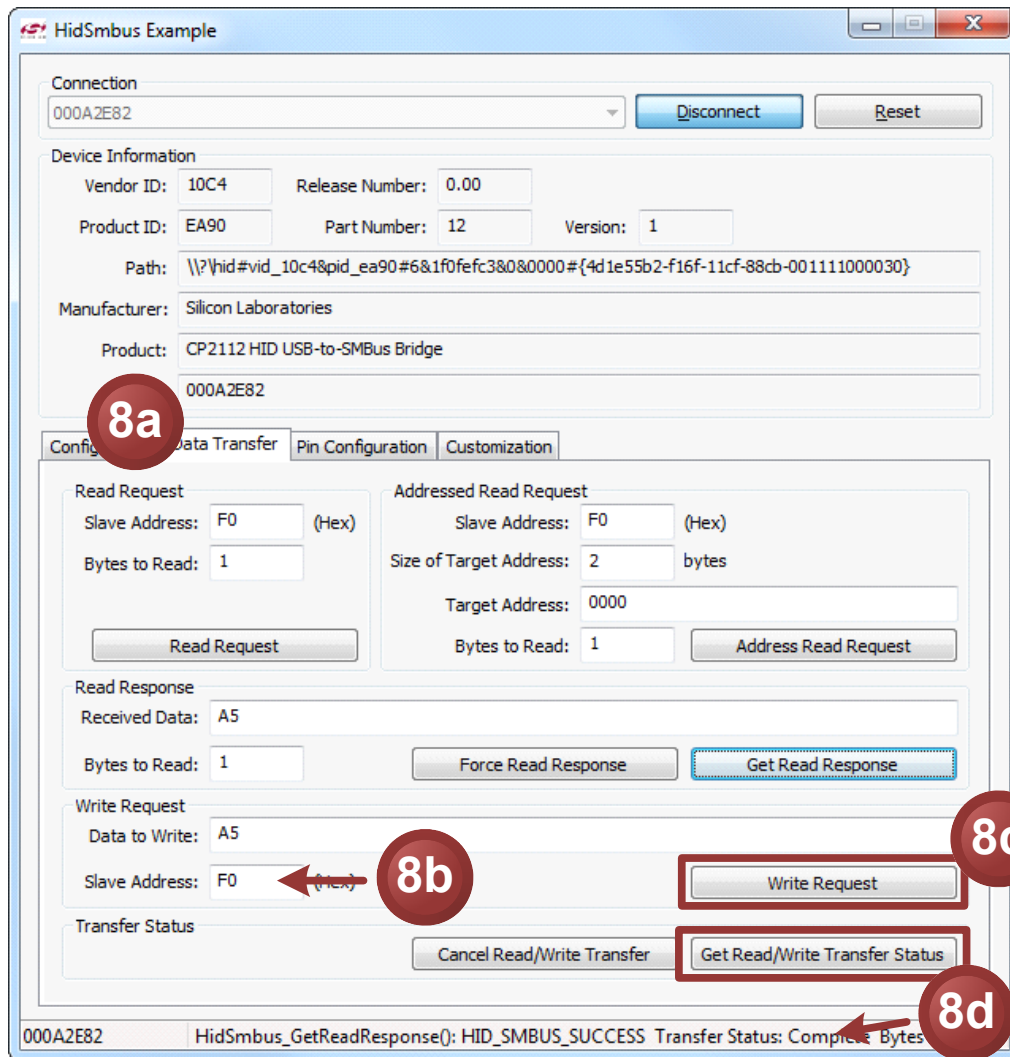 HidSmbus Example
Connection
000A2E82 Disconnect Reset
Device Information
Vendor ID: 10C4 Release Number: 0.00
Product ID: EA90 Part Number: 12 Version: 1
Path: \\?\hid#vid_10c4&pid_ea90#6&1f0fefc3&0&0000#{4d1e55b2-f16f-11cf-88cb-001111000030}
Manufacturer: Silicon Laboratories
Product: CP2112 HID USB-to-SMBus Bridge
000A2E82
8a
Data Transfer Pin Configuration Customization
Read Request Addressed Read Request
Slave Address: F0 (Hex) Slave Address: F0 (Hex)
Bytes to Read: 1 Size of Target Address: 2 bytes
Target Address: 0000
Read Request Bytes to Read: 1 Address Read Request
Read Response
Received Data: A5
Bytes to Read: 1 Force Read Response Get Read Response
Write Request
Data to Write: A5
8c
Slave Address: F0 (Hex) 8b Write Request
Transfer Status
Cancel Read/Write Transfer Get Read/Write Transfer Status
8d
000A2E82 HidSmbus_GetReadResponse(): HID_SMBUS_SUCCESS Transfer Status: Complete Bytes